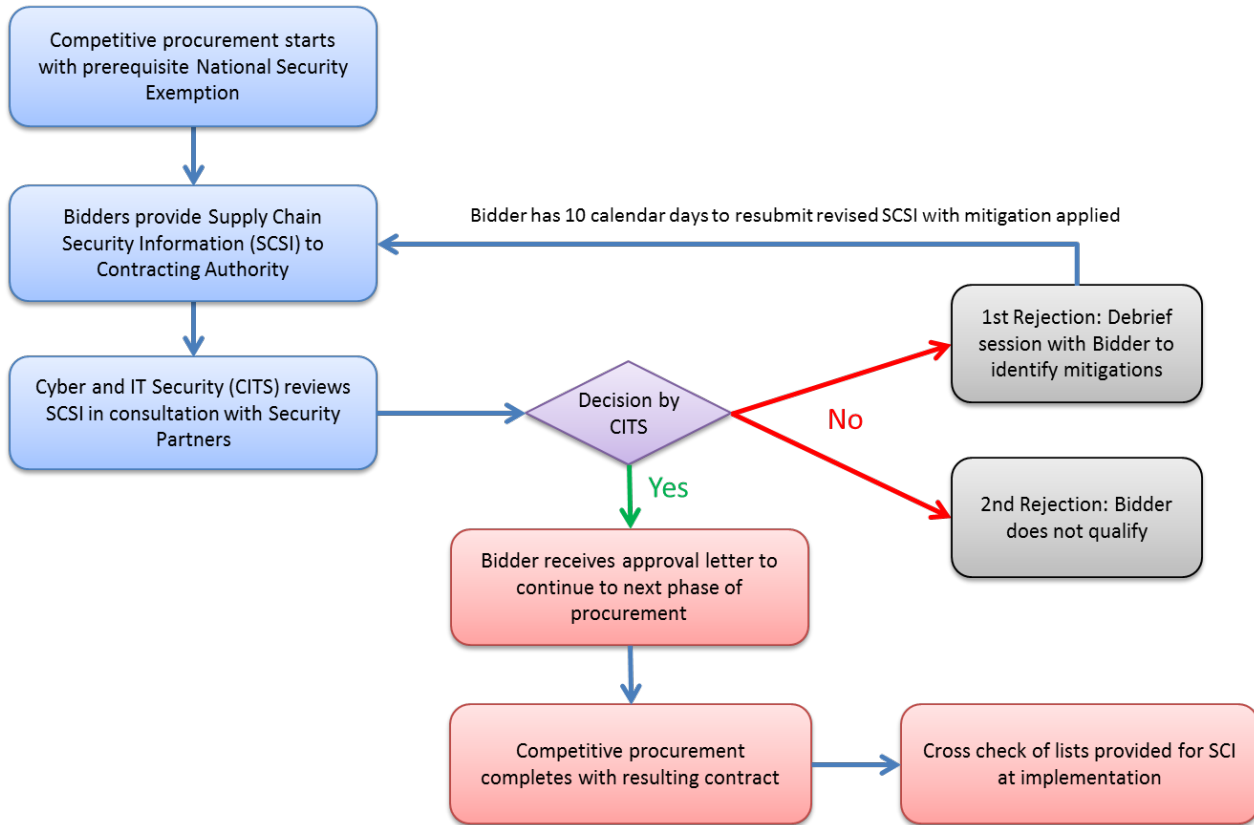 Competitive procurement starts
with prerequisite National Security
Exemption
Bidders provide Supply Chain
Security Information (SCSI) to
Contracting Authority
Bidder has 10 calendar days to resubmit revised SCSI with mitigation applied
1st Rejection: Debrief
session with Bidder to
identify mitigations
Cyber and IT Security (CITS) reviews
SCSI in consultation with Security
Partners
Decision by
CITS
No
Yes
2nd Rejection: Bidder
does not qualify
Bidder receives approval letter to
continue to next phase of
procurement
Competitive procurement
completes with resulting contract
Cross check of lists provided for SCI
at implementation